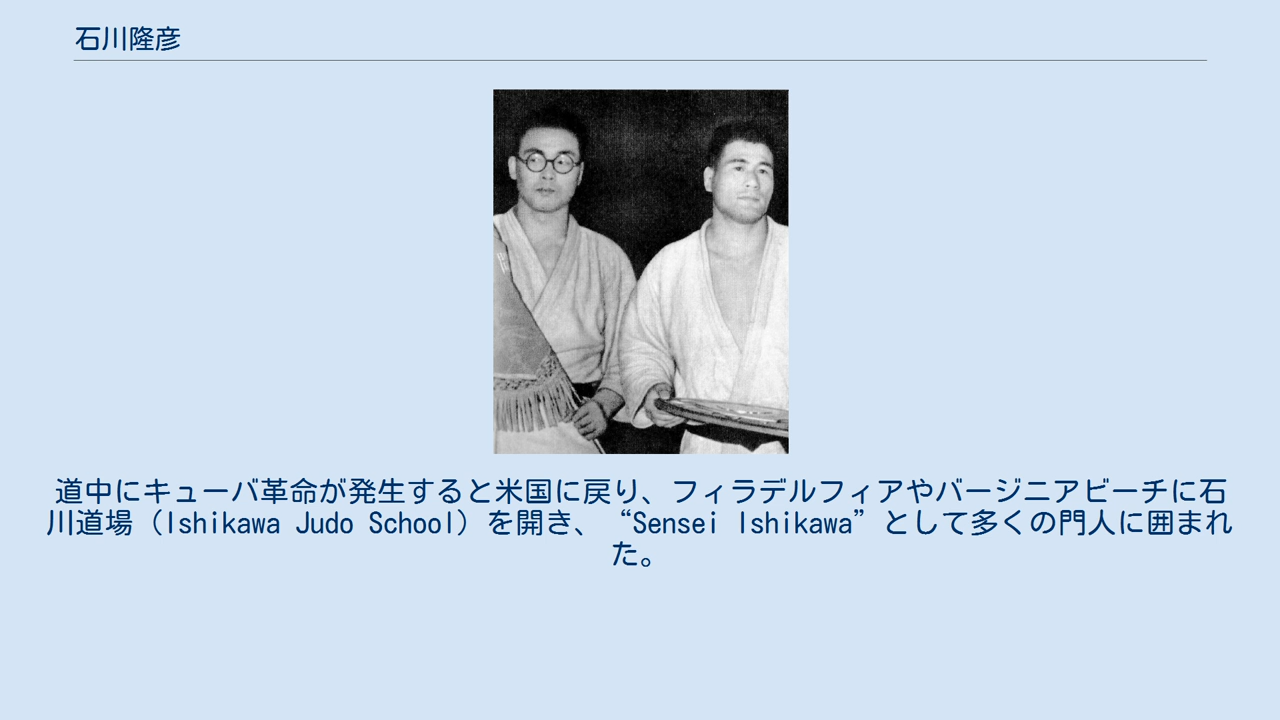 石川隆彦
道中にキューバ革命が発生すると米国に戻り、フィラデルフィアやバージニアビーチに石
川道場（Ishikawa Judo School）を開き、“Sensei Ishikawa”として多くの門人に囲まれ
た。